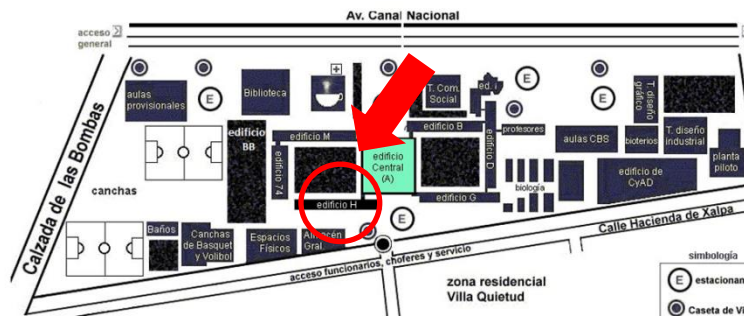 Av. Canal Nacional
acceso
general
aulas
provisionales
E
Biblioteca
T. Com.
Social
ed. I
E
E
T. diseño
gráfico
edificio
BB
edificio M
edificio 74
edificio
Central
(A)
edificio B
edificio D
profesores
aulas CBS
bioterios
T. diseño
Industrial
planta
piloto
canchas
edificio H
edificio G
biología
edificio de
CyAD
Calzada de las Bombas
Baños
Canchas
de Basquet
y Volibol
Espacios
Físicos
Almacén
Gral.
E
Calle Hacienda de Xalpa
acceso funcionarios, choferes y servicio
zona residencial
Villa Quietud
simbología
E estacionam
Caseta de Vi